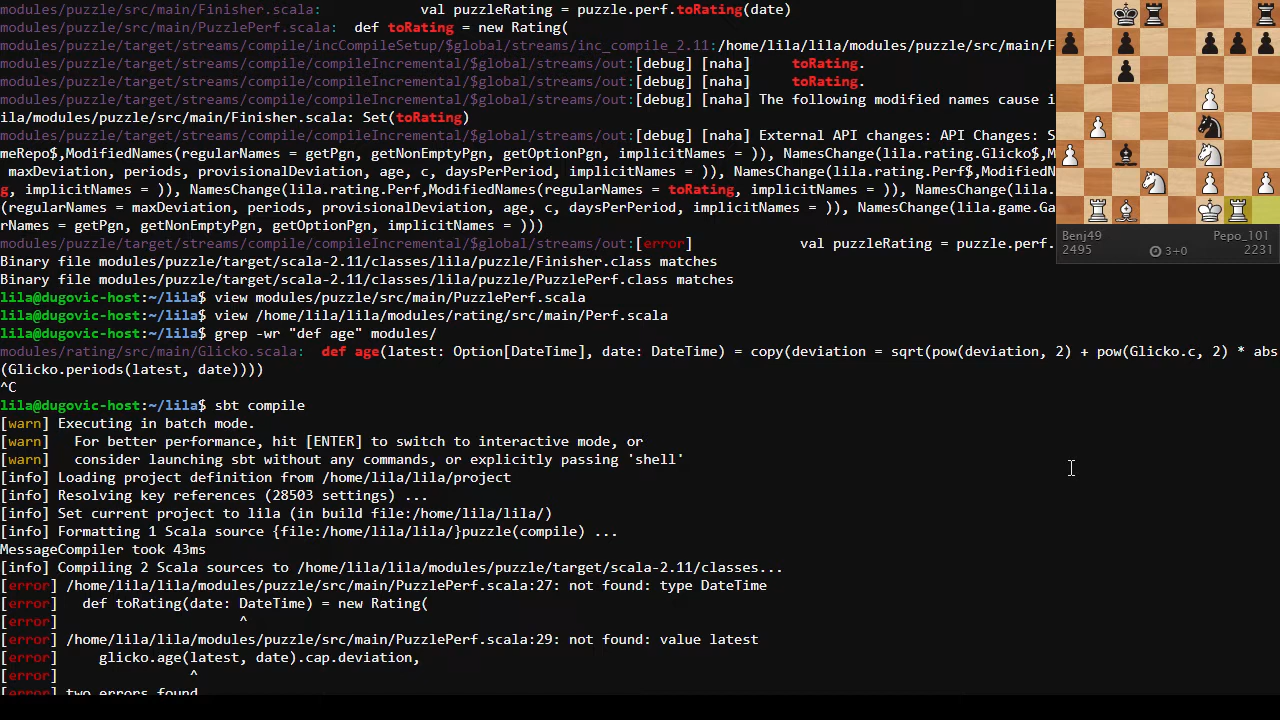 modules/puzzle/src/main/Finisher.scala:            val puzzleRating = puzzle.perf.toRating(date)
modules/puzzle/src/main/PuzzlePerf.scala:  def toRating = new Rating(
modules/puzzle/target/streams/compile/incCompileSetup/$global/streams/inc_compile_2.11:/home/lila/lila/modules/puzzle/src/main/F
modules/puzzle/target/streams/compile/compileIncremental/$global/streams/out:[debug] [naha]     toRating.
modules/puzzle/target/streams/compile/compileIncremental/$global/streams/out:[debug] [naha]     toRating.
modules/puzzle/target/streams/compile/compileIncremental/$global/streams/out:[debug] [naha] The following modified names cause i
lila/modules/puzzle/src/main/Finisher.scala: Set(toRating)
modules/puzzle/target/streams/compile/compileIncremental/$global/streams/out:[debug] [naha] External API changes: API Changes: S
meRepo$,ModifiedNames(regularNames = getPgn, getNonEmptyPgn, getOptionPgn, implicitNames = )), NamesChange(lila.rating.Glicko$,M
 maxDeviation, periods, provisionalDeviation, age, c, daysPerPeriod, implicitNames = )), NamesChange(lila.rating.Perf$,ModifiedN
g, implicitNames = )), NamesChange(lila.rating.Perf,ModifiedNames(regularNames = toRating, implicitNames = )), NamesChange(lila.
(regularNames = maxDeviation, periods, provisionalDeviation, age, c, daysPerPeriod, implicitNames = )), NamesChange(lila.game.Ga
rNames = getPgn, getNonEmptyPgn, getOptionPgn, implicitNames = )))
modules/puzzle/target/streams/compile/compileIncremental/$global/streams/out:[error]             val puzzleRating = puzzle.perf.
Binary file modules/puzzle/target/scala-2.11/classes/lila/puzzle/Finisher.class matches
Binary file modules/puzzle/target/scala-2.11/classes/lila/puzzle/PuzzlePerf.class matches
lila@dugovic-host:~/lila$ view modules/puzzle/src/main/PuzzlePerf.scala
lila@dugovic-host:~/lila$ view /home/lila/lila/modules/rating/src/main/Perf.scala
lila@dugovic-host:~/lila$ grep -wr "def age" modules/
modules/rating/src/main/Glicko.scala:  def age(latest: Option[DateTime], date: DateTime) = copy(deviation = sqrt(pow(deviation, 2) + pow(Glicko.c, 2) * abs
(Glicko.periods(latest, date))))
^C
lila@dugovic-host:~/lila$ sbt compile
[warn] Executing in batch mode.
[warn]   For better performance, hit [ENTER] to switch to interactive mode, or
[warn]   consider launching sbt without any commands, or explicitly passing 'shell'
[info] Loading project definition from /home/lila/lila/project
[info] Resolving key references (28503 settings) ...
[info] Set current project to lila (in build file:/home/lila/lila/)
[info] Formatting 1 Scala source {file:/home/lila/lila/}puzzle(compile) ...
MessageCompiler took 43ms
[info] Compiling 2 Scala sources to /home/lila/lila/modules/puzzle/target/scala-2.11/classes...
[error] /home/lila/lila/modules/puzzle/src/main/PuzzlePerf.scala:27: not found: type DateTime
[error]   def toRating(date: DateTime) = new Rating(
[error]                      ^
[error] /home/lila/lila/modules/puzzle/src/main/PuzzlePerf.scala:29: not found: value latest
[error]     glicko.age(latest, date).cap.deviation,
[error]                ^
[error] two errors found
Benj49 Pepo_101
2495 3+0 2231